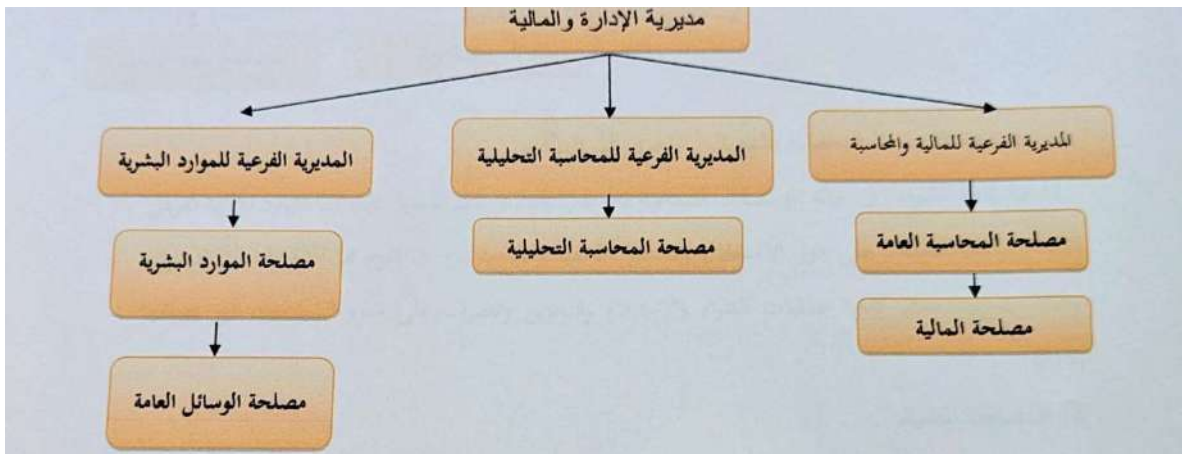 مديرية الإدارة والمالية
المديرية الفرعية للمالية والمحاسبة
المديرية الفرعية للمحاسبة التحليلية
المديرية الفرعية للموارد البشرية
مصلحة المحاسبة العامة
مصلحة المحاسبة التحليلية
مصلحة الموارد البشرية
مصلحة المالية
مصلحة الوسائل العامة